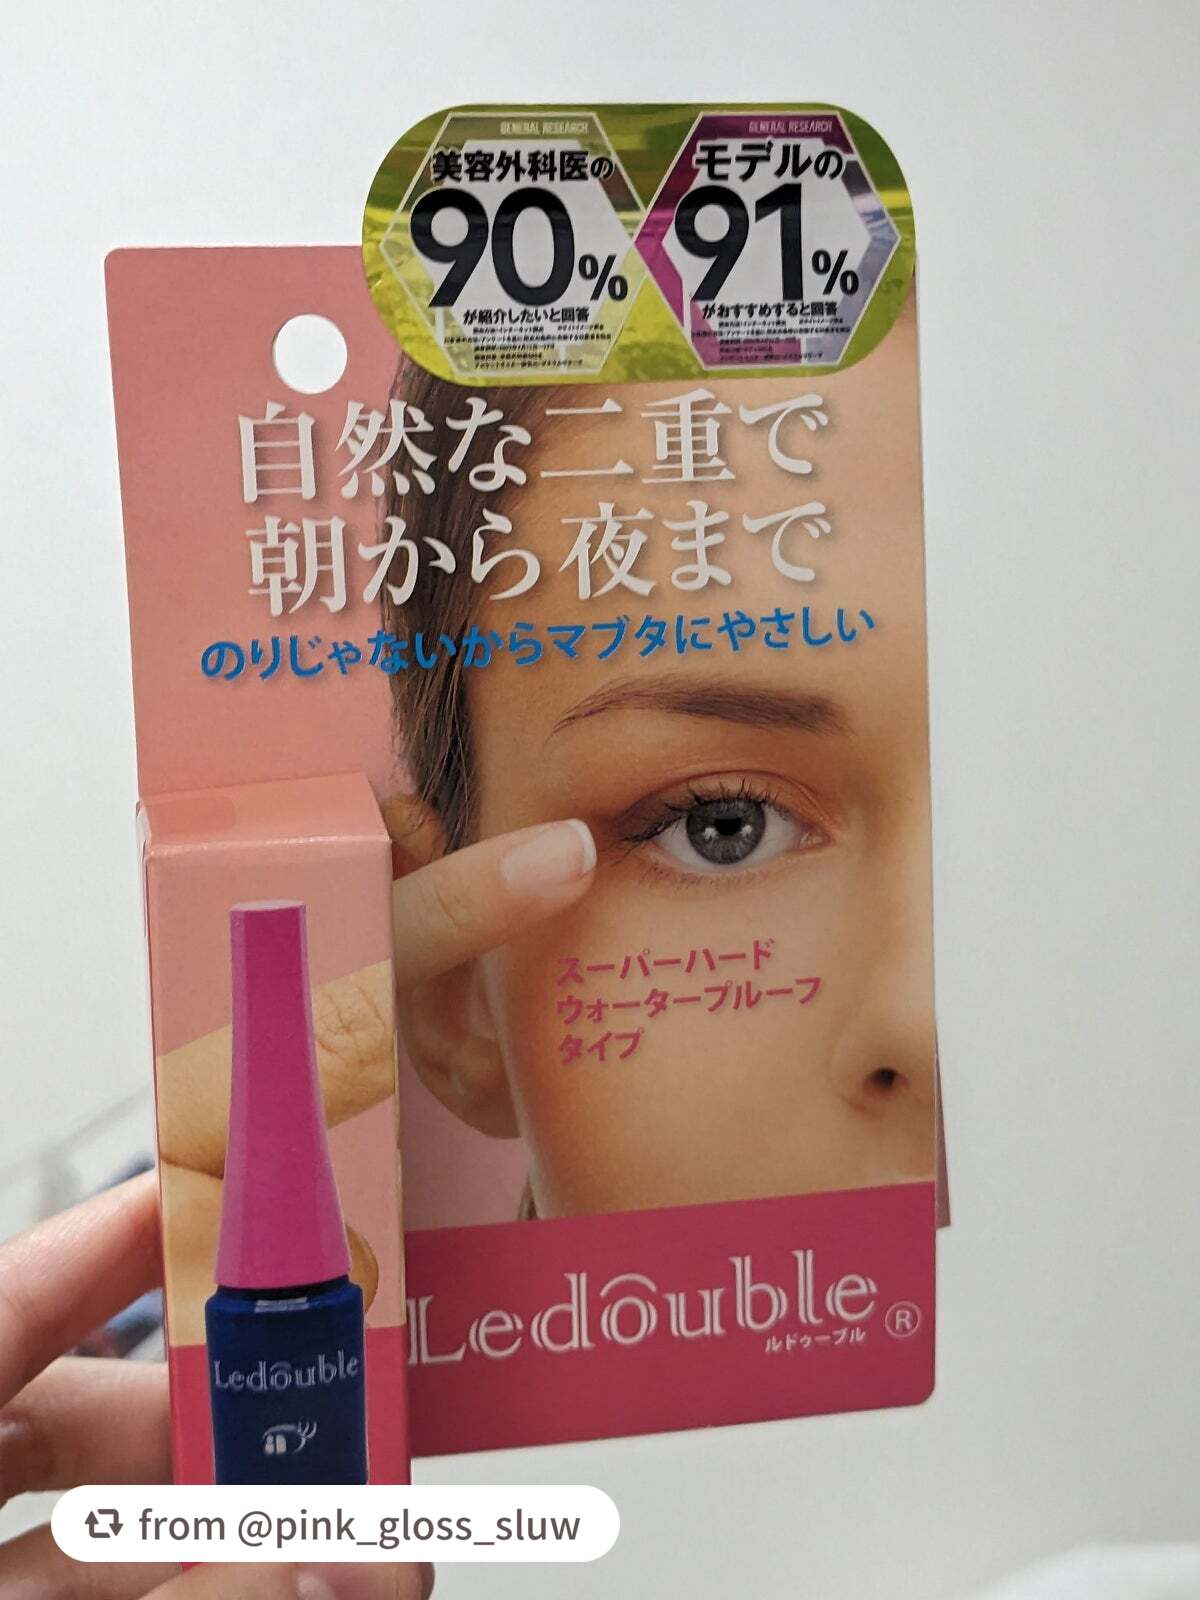 GENERAL RESEARCH
美容外科医の
90%
が紹介したいと回答
GENERAL RESEARCH
モデルの
91%
がおすすめすると回答
自然な二重で
朝から夜まで
のりじゃないからマブタにやさしい
スーパーハード
ウォータープルーフ
タイプ
Ledouble®
ルドゥーブル
Ledouble
from @pink_gloss_sluw